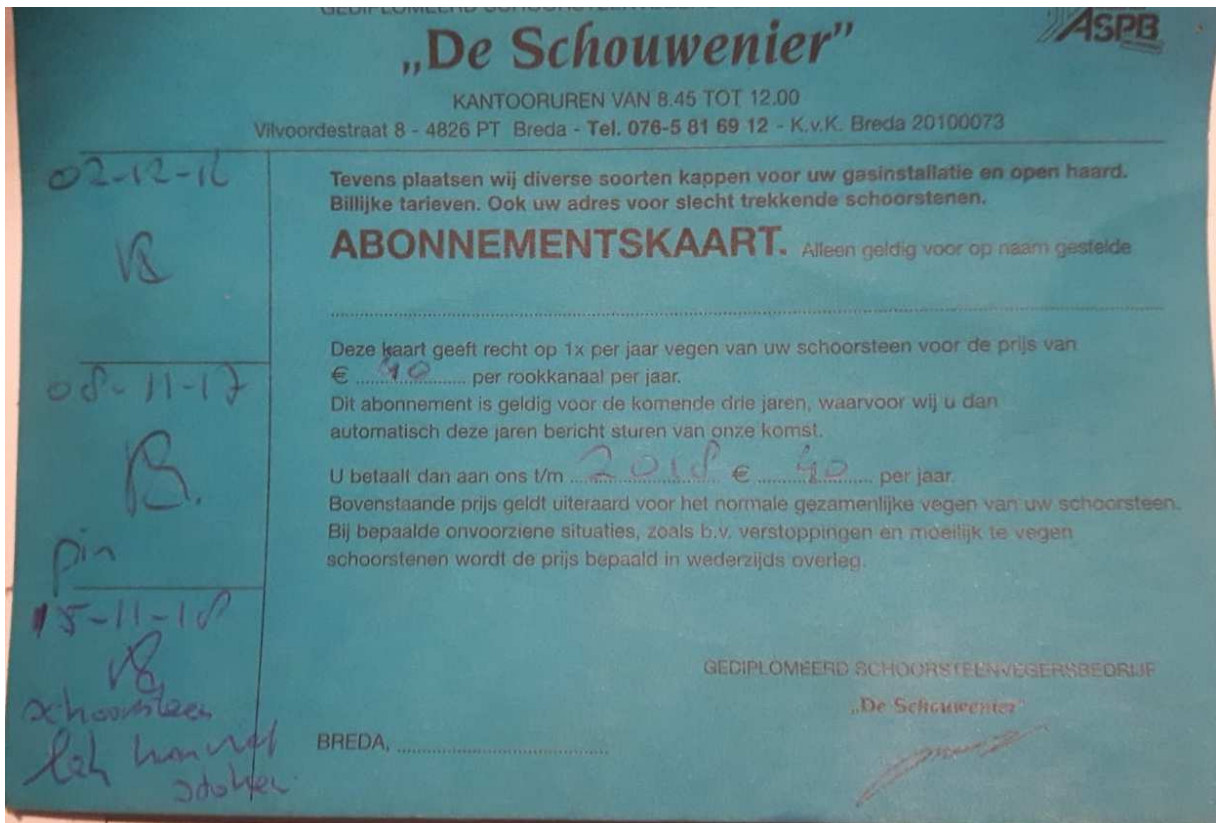 GEDIPLOMEERD SCHOORSTEENVEGERS
„De Schouwenier”
ASPB
KANTOORUREN VAN 8.45 TOT 12.00
Vilvoordestraat 8 - 4826 PT Breda - Tel. 076-5 81 69 12 - K.v.K. Breda 20100073
02-12-16
08-11-17
pin
15-11-18
schoorsteen
stoken
Tevens plaatsen wij diverse soorten kappen voor uw gasinstallatie en open haard.
Billijke tarieven. Ook uw adres voor slecht trekkende schoorstenen.
ABONNEMENTSKAART. Alleen geldig voor op naam gestelde
Deze kaart geeft recht op 1x per jaar vegen van uw schoorsteen voor de prijs van
€ 40 per rookkanaal per jaar.
Dit abonnement is geldig voor de komende drie jaren, waarvoor wij u dan
automatisch deze jaren bericht sturen van onze komst.
U betaalt dan aan ons t/m 2018 € 40 per jaar.
Bovenstaande prijs geldt uiteraard voor het normale gezamenlijke vegen van uw schoorsteen.
Bij bepaalde onvoorziene situaties, zoals b.v. verstoppingen en moeilijk te vegen
schoorstenen wordt de prijs bepaald in wederzijds overleg.
GEDIPLOMEERD SCHOORSTEENVEGERSBEDRIJF
„De Schouwenier”
BREDA,